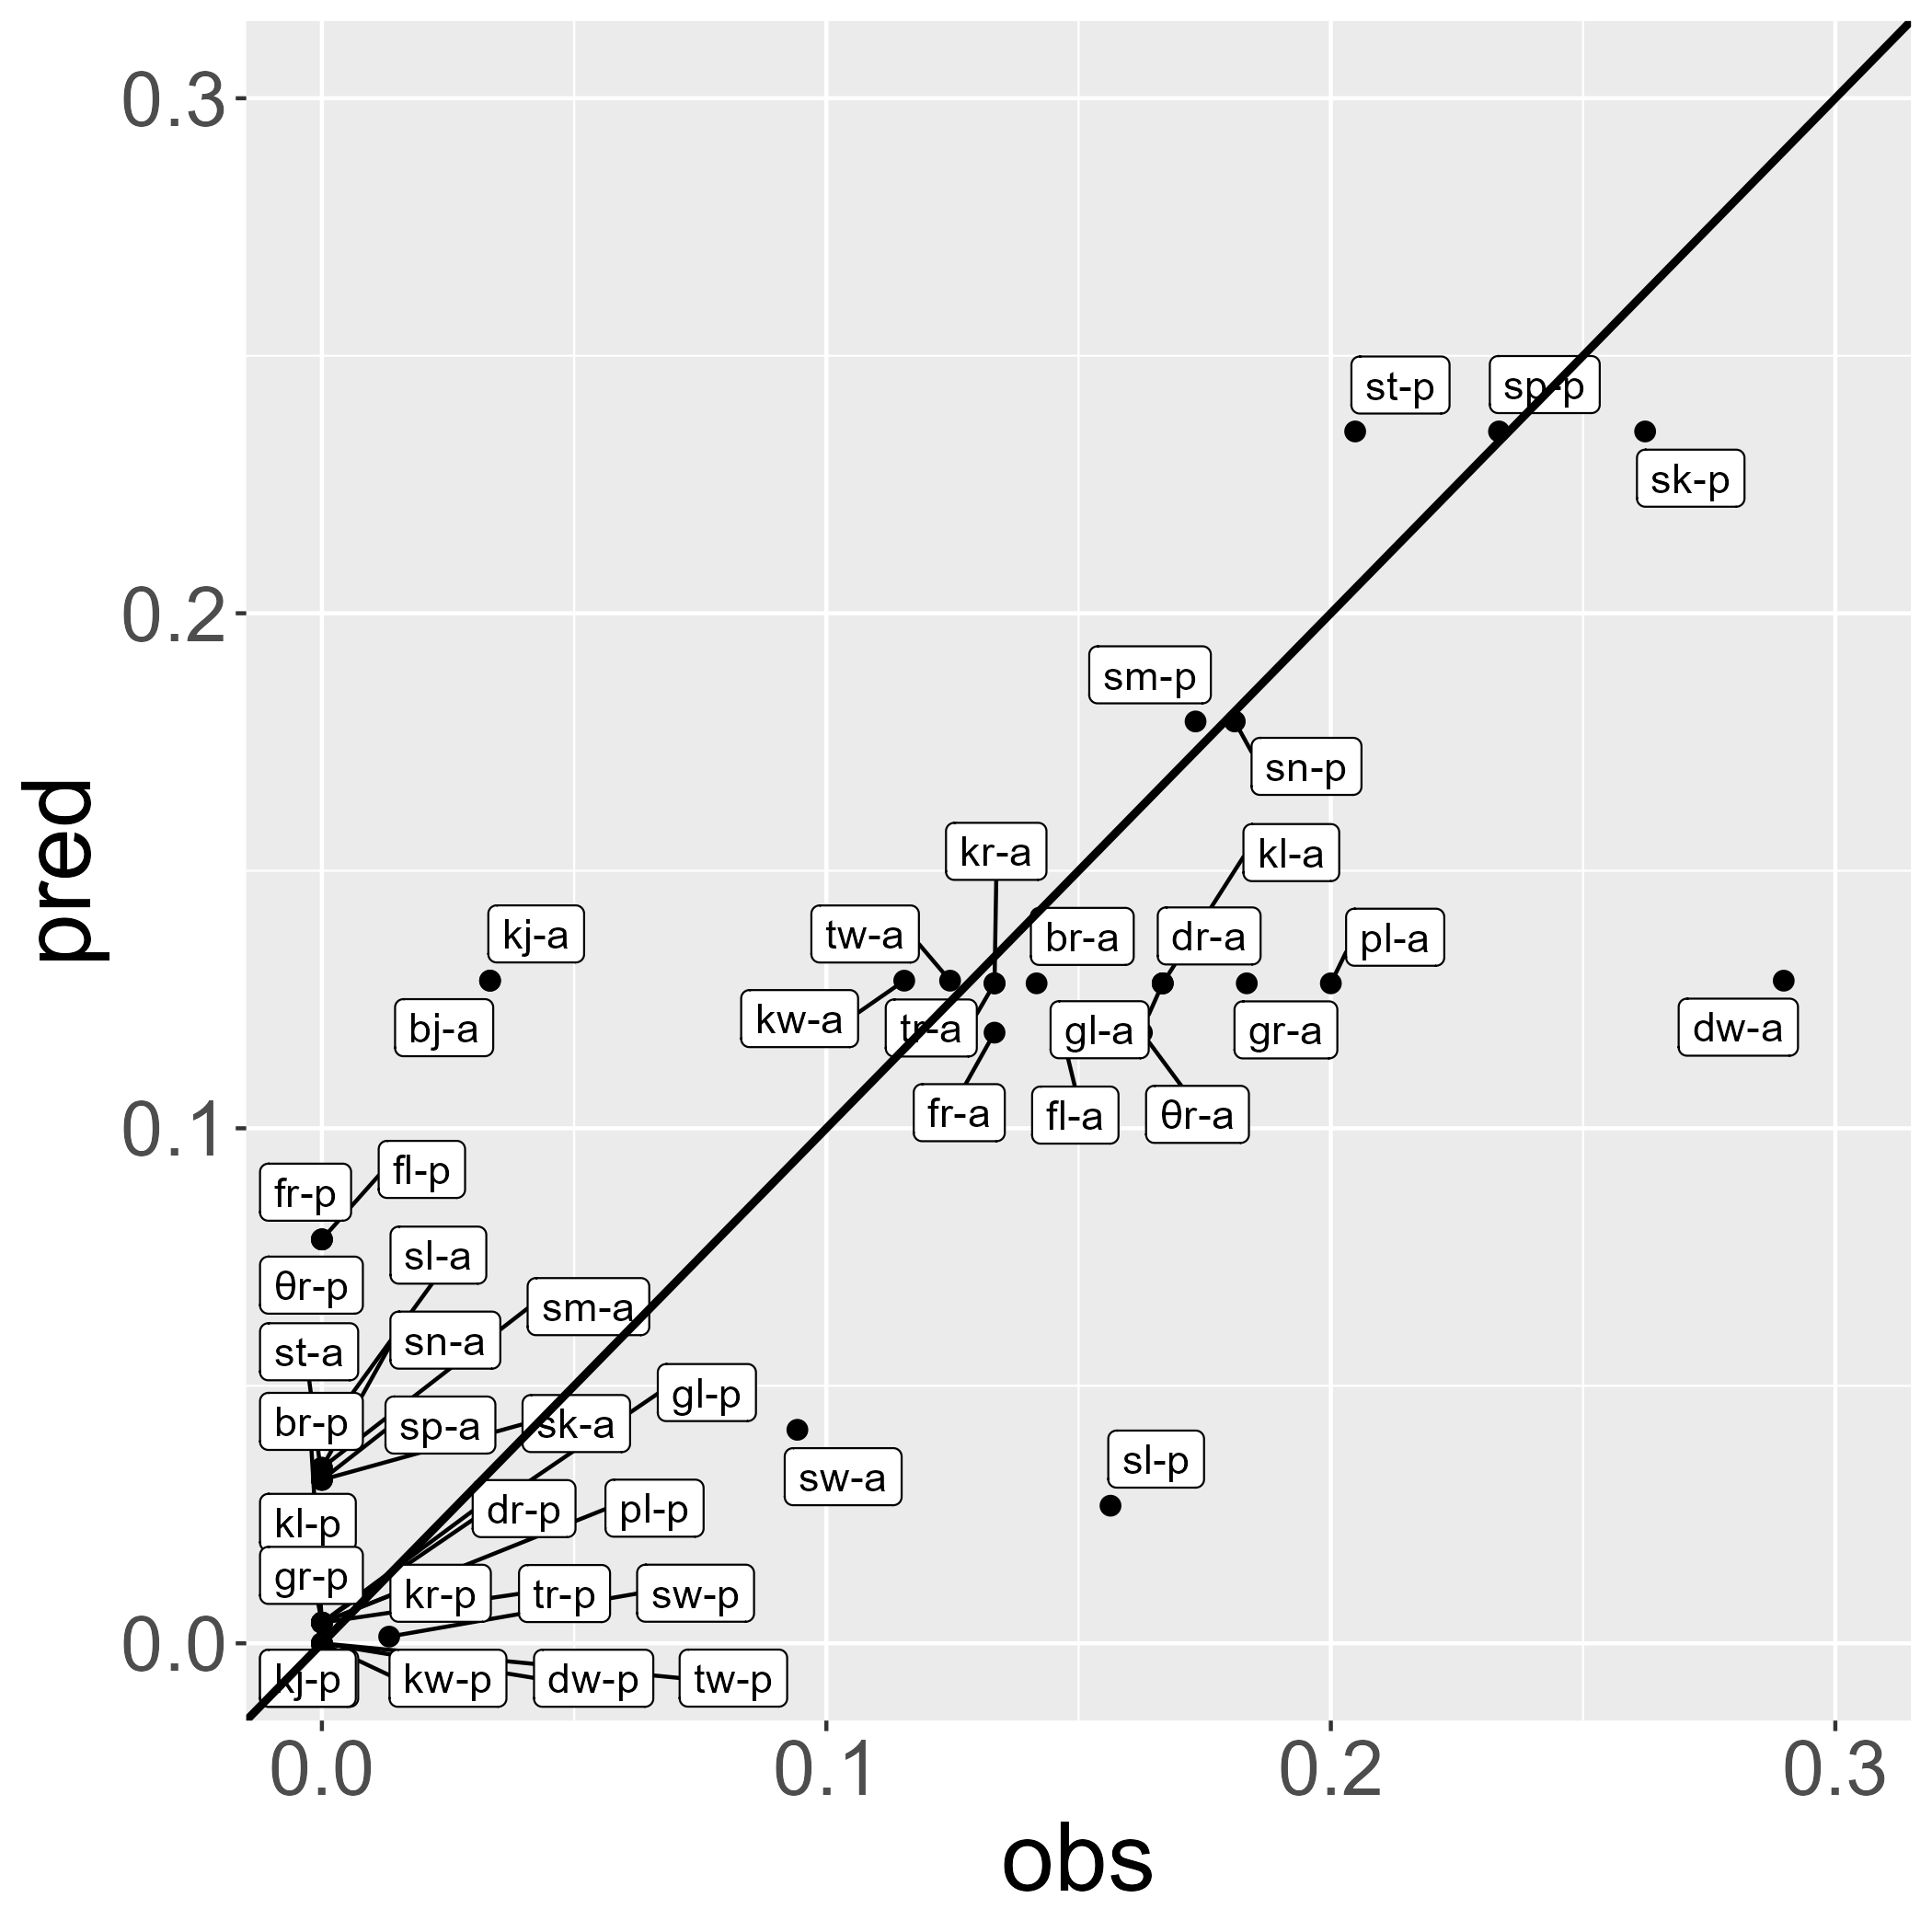 0.3
st-p
sp-p
sk-p
0.2
sm-p
sn-p
kr-a
kl-a
kj-a
tw-a
br-a
dr-a
pl-a
bj-a
kw-a
tr-a
gl-a
gr-a
dw-a
fr-a
fl-a
θr-a
0.1
fr-p
fl-p
θr-p
sl-a
sm-a
st-a
sn-a
gl-p
br-p
sp-a
sk-a
sw-a
sl-p
kl-p
dr-p
pl-p
gr-p
kr-p
tr-p
sw-p
0.0
kj-p
kw-p
dw-p
tw-p
0.0
0.1
0.2
0.3
obs
pred